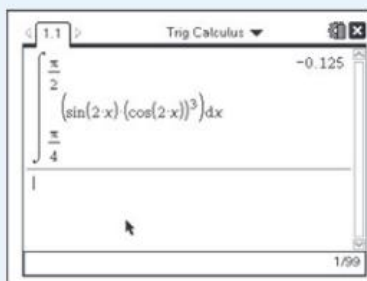 1.1 Trig Calculus
π/2 -0.125
(sin(2·x)·(cos(2·x))³)dx
π/4
1/99